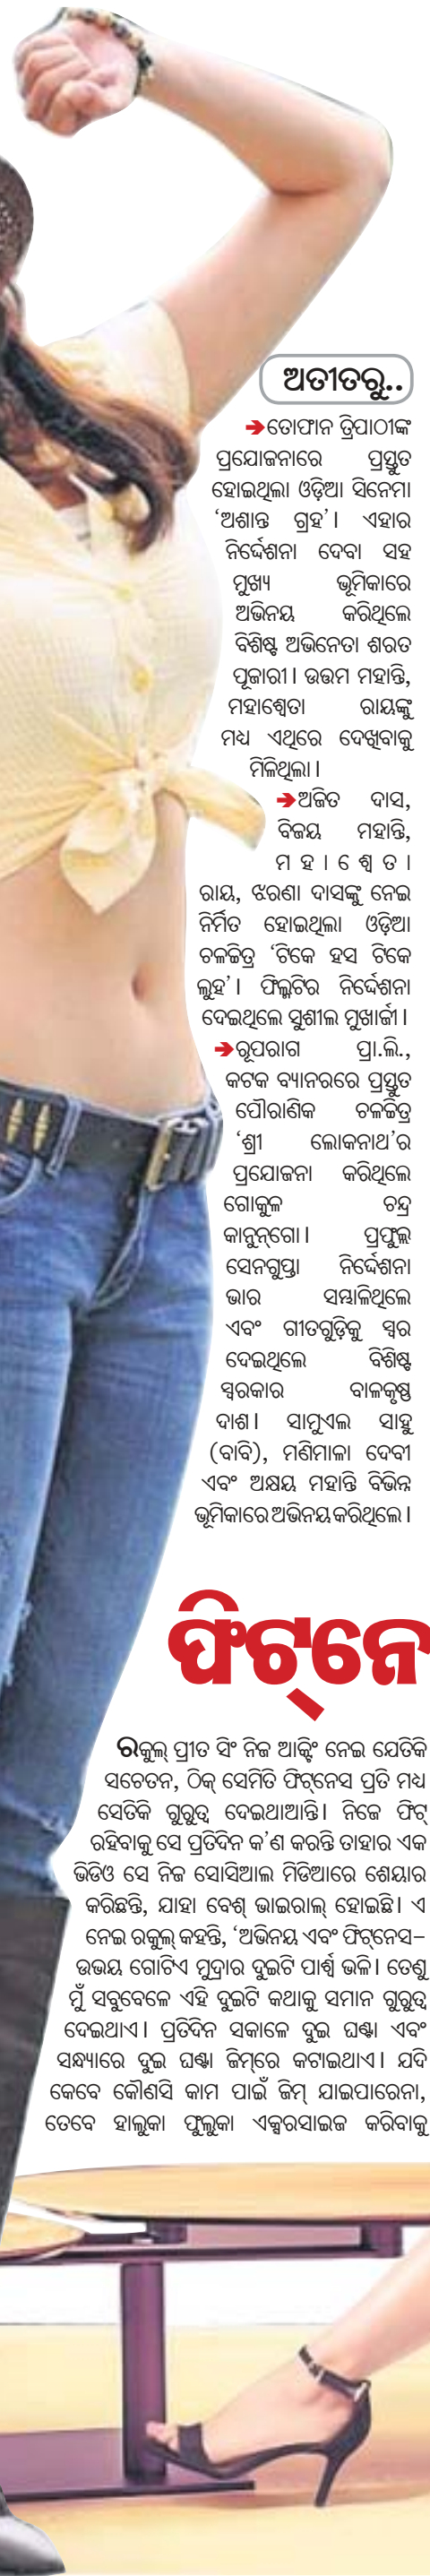 ଅତୀତରୁ..
➔ତୋଫାନ ତ୍ରିପାଠୀଙ୍କ
ପ୍ରଯୋଜନାରେ ପ୍ରସ୍ତୁତ
ହୋଇଥିଲା ଓଡ଼ିଆ ସିନେମା
‘ଅଶାନ୍ତ ଗ୍ରହ’। ଏହାର
ନିର୍ଦ୍ଦେଶନା ଦେବା ସହ
ମୁଖ୍ୟ ଭୂମିକାରେ
ଅଭିନୟ କରିଥିଲେ
ବିଶିଷ୍ଟ ଅଭିନେତା ଶରତ
ପୂଜାରୀ। ଉତ୍ତମ ମହାନ୍ତି,
ମହାଶ୍ୱେତା ରାୟଙ୍କୁ
ମଧ୍ୟ ଏଥିରେ ଦେଖିବାକୁ
ମିଳିଥିଲା।
➔ଅଜିତ ଦାସ,
ବିଜୟ ମହାନ୍ତି,
ମହାଶ୍ୱେତା
ରାୟ, ଝରଣା ଦାସଙ୍କୁ ନେଇ
ନିର୍ମିତ ହୋଇଥିଲା ଓଡ଼ିଆ
ଚଳଚ୍ଚିତ୍ର ‘ଟିକେ ହସ ଟିକେ
ଲୁହ’। ଫିଲ୍ମଟିର ନିର୍ଦ୍ଦେଶନା
ଦେଇଥିଲେ ସୁଶୀଲ ମୁଖାର୍ଜୀ।
➔ରୂପରାଗ ପ୍ରା.ଲି.,
କଟକ ବ୍ୟାନରରେ ପ୍ରସ୍ତୁତ
ପୌରାଣିକ ଚଳଚ୍ଚିତ୍ର
‘ଶ୍ରୀ ଲୋକନାଥ’ର
ପ୍ରଯୋଜନା କରିଥିଲେ
ଗୋକୁଳ ଚନ୍ଦ୍ର
କାନୁନ୍‌ଗୋ। ପ୍ରଫୁଲ୍ଲ
ସେନଗୁପ୍ତା ନିର୍ଦ୍ଦେଶନା
ଭାର ସମ୍ଭାଳିଥିଲେ
ଏବଂ ଗୀତଗୁଡ଼ିକୁ ସ୍ୱର
ଦେଇଥିଲେ ବିଶିଷ୍ଟ
ସ୍ୱରକାର ବାଳକୃଷ୍ଣ
ଦାଶ। ସାମୁଏଲ ସାହୁ
(ବାବି), ମଣିମାଳା ଦେବୀ
ଏବଂ ଅକ୍ଷୟ ମହାନ୍ତି ବିଭିନ୍ନ
ଭୂମିକାରେ ଅଭିନୟ କରିଥିଲେ।
ଫିଟ୍‌ନେ
ରକୁଲ୍ ପ୍ରୀତ ସିଂ ନିଜ ଆକ୍ଟିଂ ନେଇ ଯେତିକି
ସଚେତନ, ଠିକ୍ ସେମିତି ଫିଟ୍‌ନେସ ପ୍ରତି ମଧ୍ୟ
ସେତିକି ଗୁରୁତ୍ୱ ଦେଇଥାଆନ୍ତି। ନିଜେ ଫିଟ୍
ରହିବାକୁ ସେ ପ୍ରତିଦିନ କ’ଣ କରନ୍ତି ତାହାର ଏକ
ଭିଡିଓ ସେ ନିଜ ସୋସିଆଲ ମିଡିଆରେ ଶେୟାର
କରିଛନ୍ତି, ଯାହା ବେଶ୍ ଭାଇରାଲ୍ ହୋଇଛି। ଏ
ନେଇ ରକୁଲ୍ କହନ୍ତି, ‘ଅଭିନୟ ଏବଂ ଫିଟ୍‌ନେସ-
ଉଭୟ ଗୋଟିଏ ମୁଦ୍ରାର ଦୁଇଟି ପାର୍ଶ୍ୱ ଭଳି। ତେଣୁ
ମୁଁ ସବୁବେଳେ ଏହି ଦୁଇଟି କଥାକୁ ସମାନ ଗୁରୁତ୍ୱ
ଦେଇଥାଏ। ପ୍ରତିଦିନ ସକାଳେ ଦୁଇ ଘଣ୍ଟା ଏବଂ
ସନ୍ଧ୍ୟାରେ ଦୁଇ ଘଣ୍ଟା ଜିମ୍‌ରେ କଟାଇଥାଏ। ଯଦି
କେବେ କୌଣସି କାମ ପାଇଁ ଜିମ୍ ଯାଇପାରେନା,
ତେବେ ହାଲୁକା ଫୁଲୁକା ଏକ୍ସରସାଇଜ କରିବାକୁ